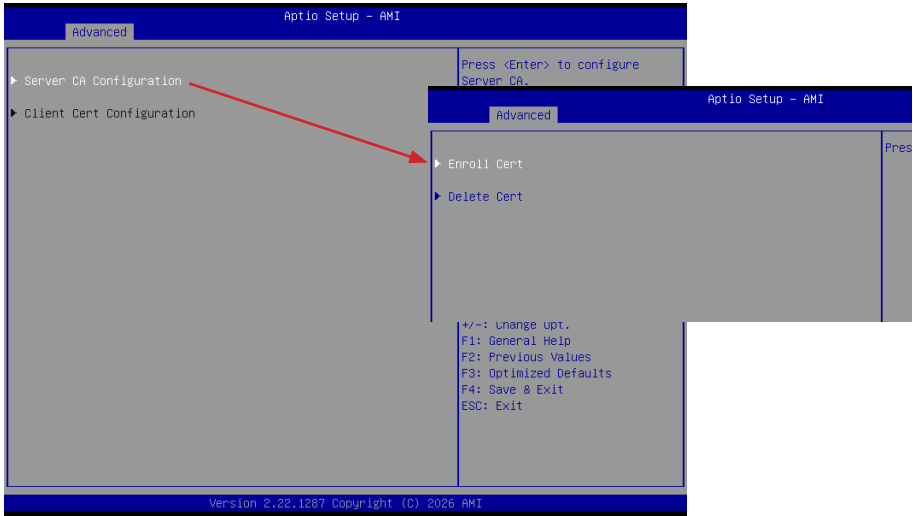 Aptio Setup – AMI
Advanced
Server CA Configuration
Client Cert Configuration
Press <Enter> to configure
Server CA.
Aptio Setup – AMI
Advanced
Enroll Cert
Delete Cert
Pres
+/-: Change Opt.
F1: General Help
F2: Previous Values
F3: Optimized Defaults
F4: Save & Exit
ESC: Exit
Version 2.22.1287 Copyright (C) 2026 AMI